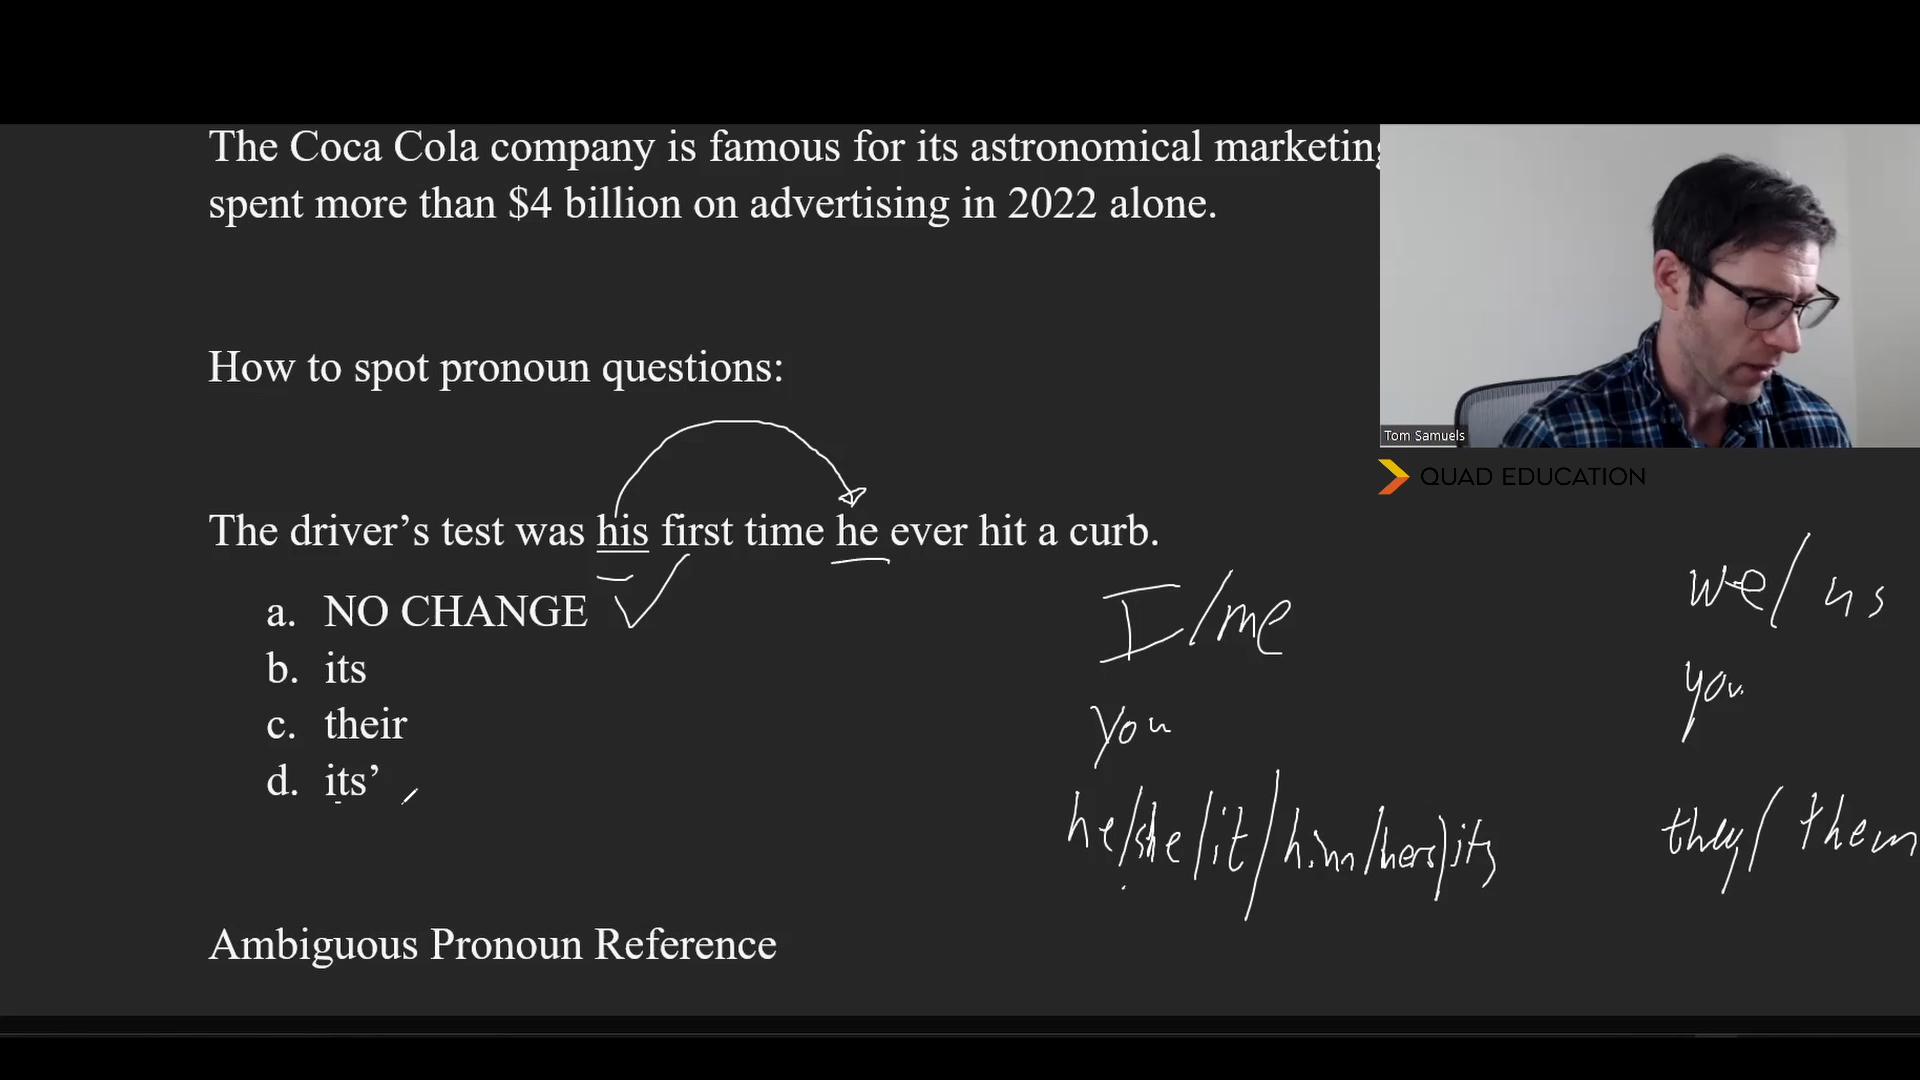 The Coca Cola company is famous for its astronomical marketing
spent more than $4 billion on advertising in 2022 alone.
Tom Samuels
QUAD EDUCATION
How to spot pronoun questions:
The driver’s test was his first time he ever hit a curb.
a. NO CHANGE
b. its
c. their
d. its’
I/me
we/us
you
you
he/she/it/him/hers/its
they/them
Ambiguous Pronoun Reference